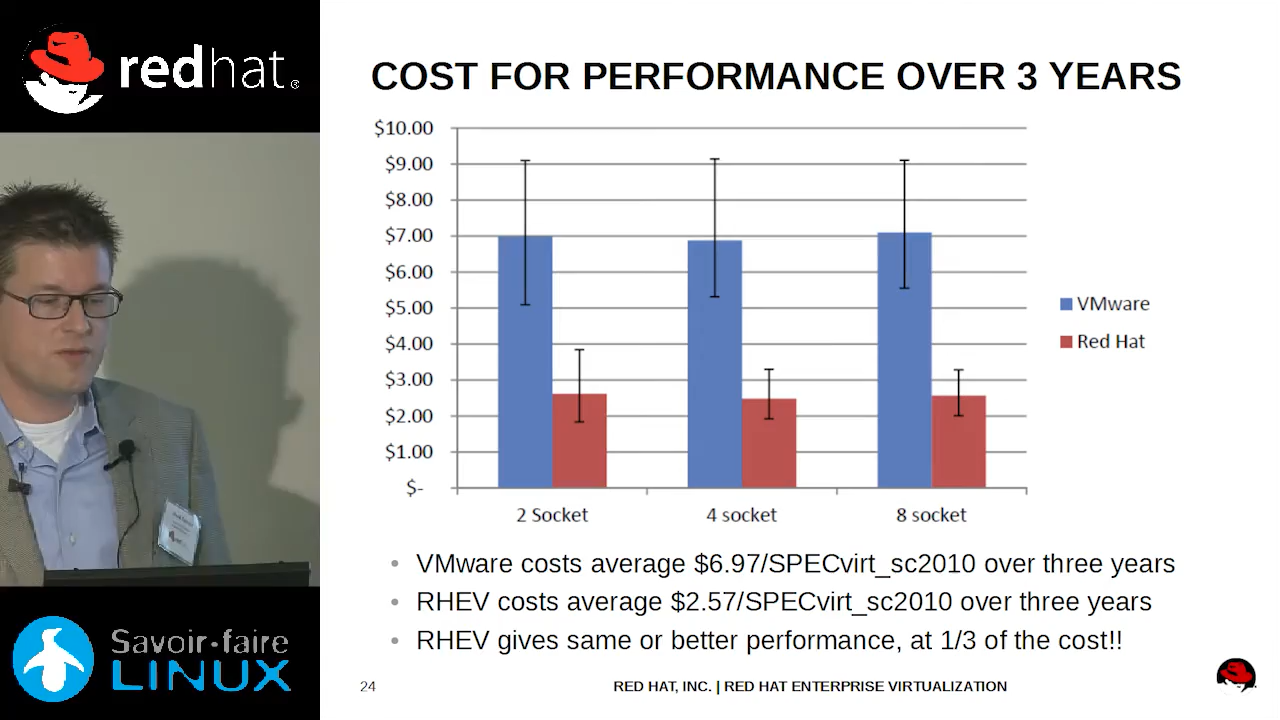 redhat®
COST FOR PERFORMANCE OVER 3 YEARS
$10.00
$9.00
$8.00
$7.00
$6.00
$5.00
$4.00
$3.00
$2.00
$1.00
$-
2 Socket
4 socket
8 socket
VMware
Red Hat
• VMware costs average $6.97/SPECvirt_sc2010 over three years
• RHEV costs average $2.57/SPECvirt_sc2010 over three years
• RHEV gives same or better performance, at 1/3 of the cost!!
24
RED HAT, INC. | RED HAT ENTERPRISE VIRTUALIZATION
Savoir-faire
LINUX